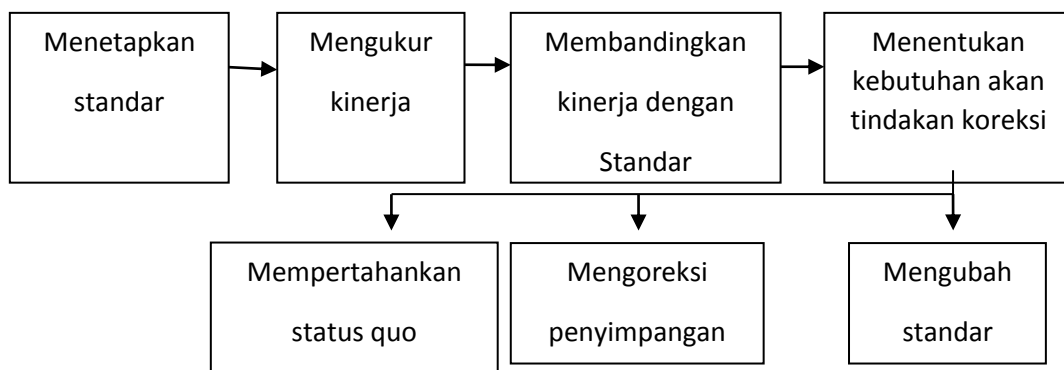 Menetapkan
standar
Mengukur
kinerja
Membandingkan
kinerja dengan
Standar
Menentukan
kebutuhan akan
tindakan koreksi
Mempertahankan
status quo
Mengoreksi
penyimpangan
Mengubah
standar